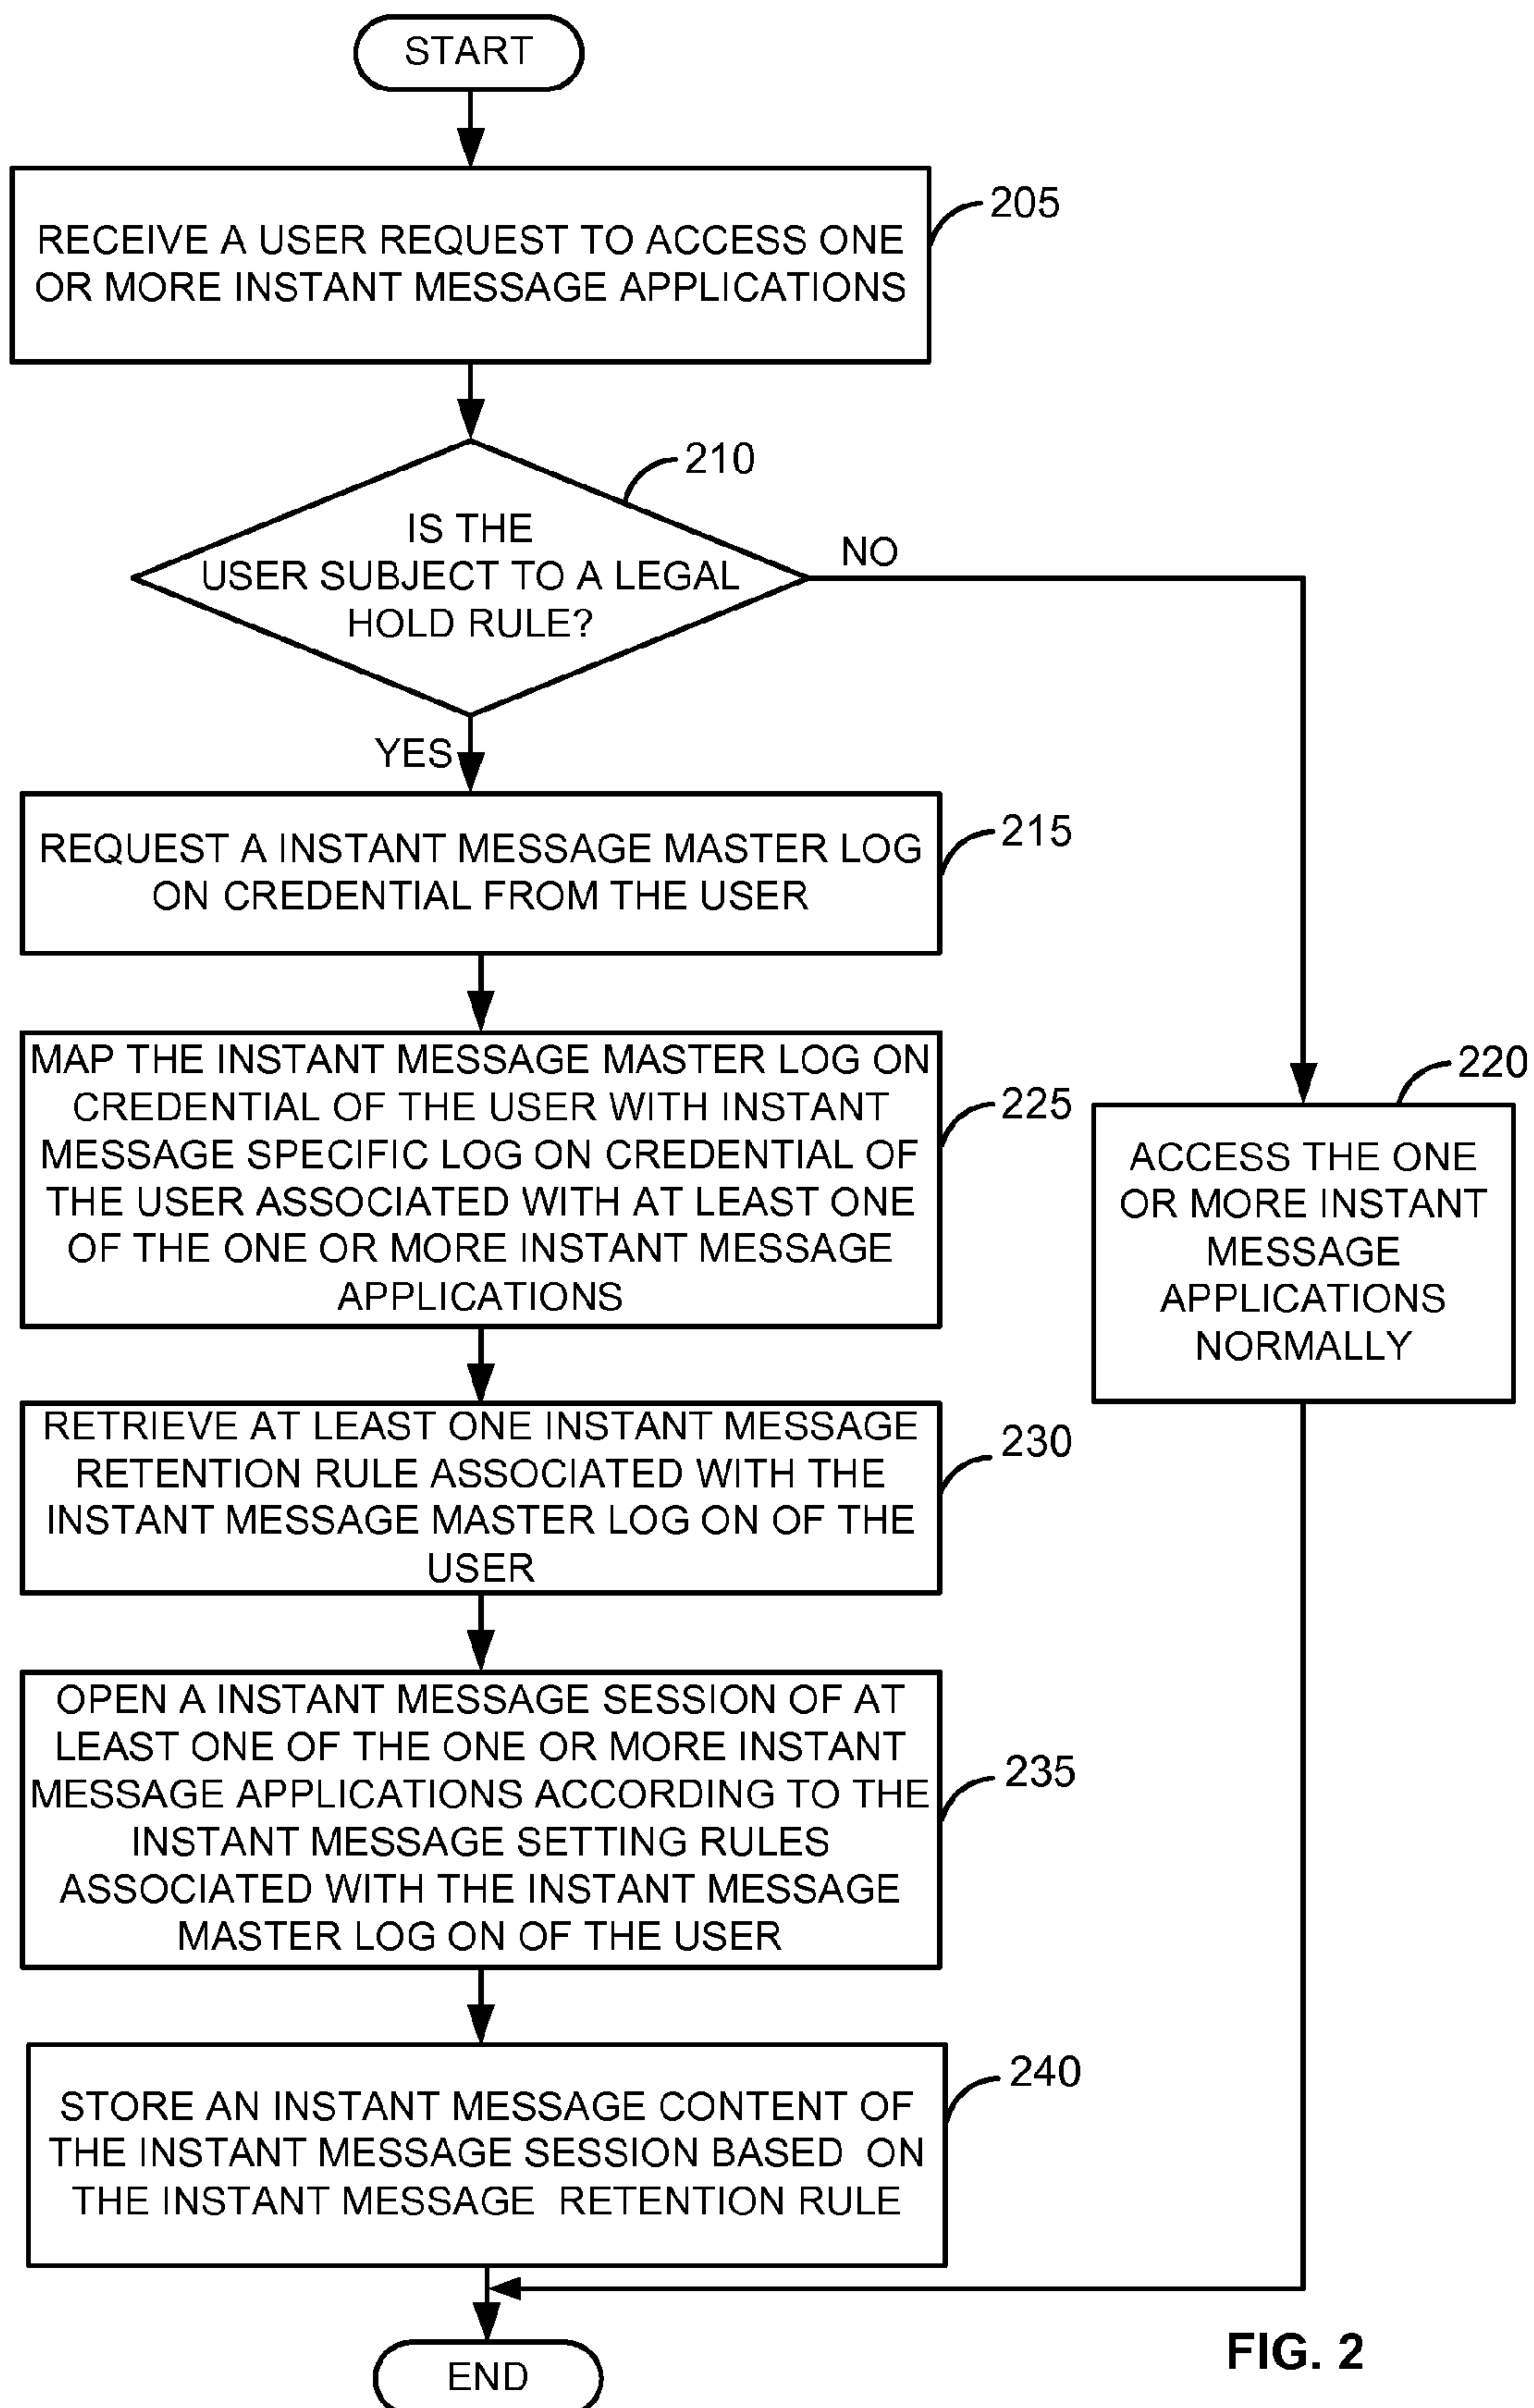 START
205
RECEIVE A USER REQUEST TO ACCESS ONE
OR MORE INSTANT MESSAGE APPLICATIONS
210
IS THE
USER SUBJECT TO A LEGAL
HOLD RULE?
NO
YES
215
REQUEST A INSTANT MESSAGE MASTER LOG
ON CREDENTIAL FROM THE USER
225
MAP THE INSTANT MESSAGE MASTER LOG ON
CREDENTIAL OF THE USER WITH INSTANT
MESSAGE SPECIFIC LOG ON CREDENTIAL OF
THE USER ASSOCIATED WITH AT LEAST ONE
OF THE ONE OR MORE INSTANT MESSAGE
APPLICATIONS
220
ACCESS THE ONE
OR MORE INSTANT
MESSAGE
APPLICATIONS
NORMALLY
230
RETRIEVE AT LEAST ONE INSTANT MESSAGE
RETENTION RULE ASSOCIATED WITH THE
INSTANT MESSAGE MASTER LOG ON OF THE
USER
235
OPEN A INSTANT MESSAGE SESSION OF AT
LEAST ONE OF THE ONE OR MORE INSTANT
MESSAGE APPLICATIONS ACCORDING TO THE
INSTANT MESSAGE SETTING RULES
ASSOCIATED WITH THE INSTANT MESSAGE
MASTER LOG ON OF THE USER
240
STORE AN INSTANT MESSAGE CONTENT OF
THE INSTANT MESSAGE SESSION BASED  ON
THE INSTANT MESSAGE  RETENTION RULE
END
FIG. 2